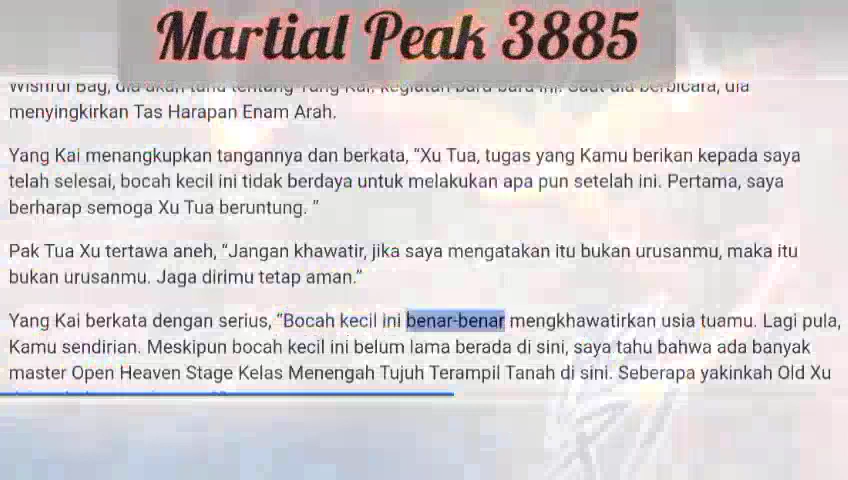 Martial Peak 3885
menyingkirkan Tas Harapan Enam Arah.
Yang Kai menangkupkan tangannya dan berkata, “Xu Tua, tugas yang Kamu berikan kepada saya
telah selesai, bocah kecil ini tidak berdaya untuk melakukan apa pun setelah ini. Pertama, saya
berharap semoga Xu Tua beruntung. ”
Pak Tua Xu tertawa aneh, “Jangan khawatir, jika saya mengatakan itu bukan urusanmu, maka itu
bukan urusanmu. Jaga dirimu tetap aman.”
Yang Kai berkata dengan serius, “Bocah kecil ini benar-benar mengkhawatirkan usia tuamu. Lagi pula,
Kamu sendirian. Meskipun bocah kecil ini belum lama berada di sini, saya tahu bahwa ada banyak
master Open Heaven Stage Kelas Menengah Tujuh Terampil Tanah di sini. Seberapa yakinkah Old Xu